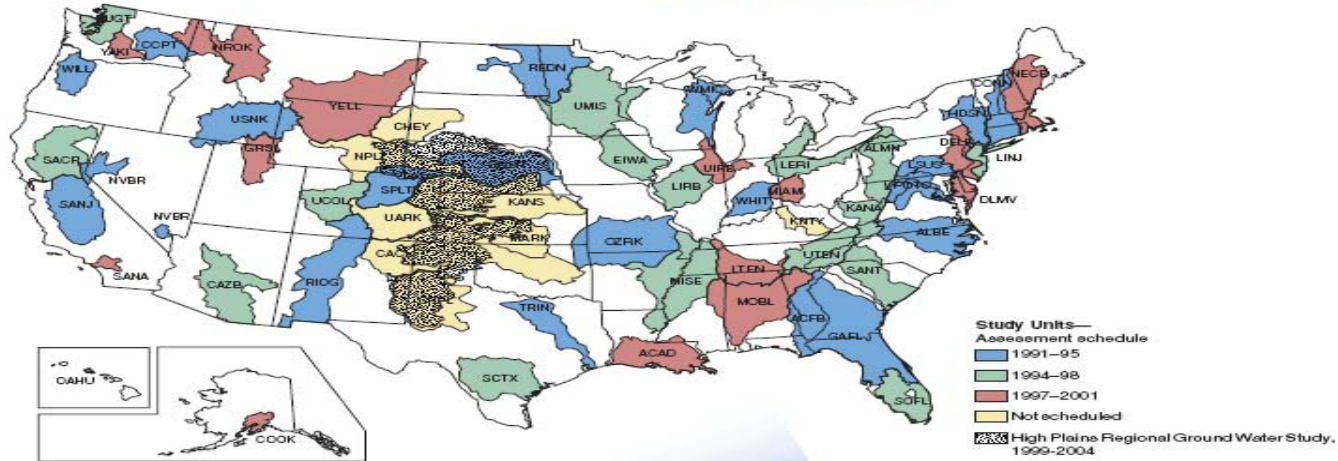 PUGT
YAKI
CCPT
NROK
WILL
REDN
WMIC
NECB
CONN
HDSN
UMIS
YELL
USNK
CHEY
GRSL
NPLT
SACR
NVBR
SANJ
NVBR
SANA
CAZB
UCOL
SPLT
UARK
KANS
MARK
RIOG
EIWA
LIRB
UIRB
LERI
ALMN
DELR
LINJ
LSUS
WHIT
MIAM
KANA
DLMV
KNTY
ALBE
OZRK
UTEN
SANT
MISE
LTEN
MOBL
TRIN
ACFB
GAFL
ACAD
SCTX
SOFL
OAHU
COOK
Study Units—
Assessment schedule
1991–95
1994–98
1997–2001
Not scheduled
High Plains Regional Ground Water Study,
1999-2004